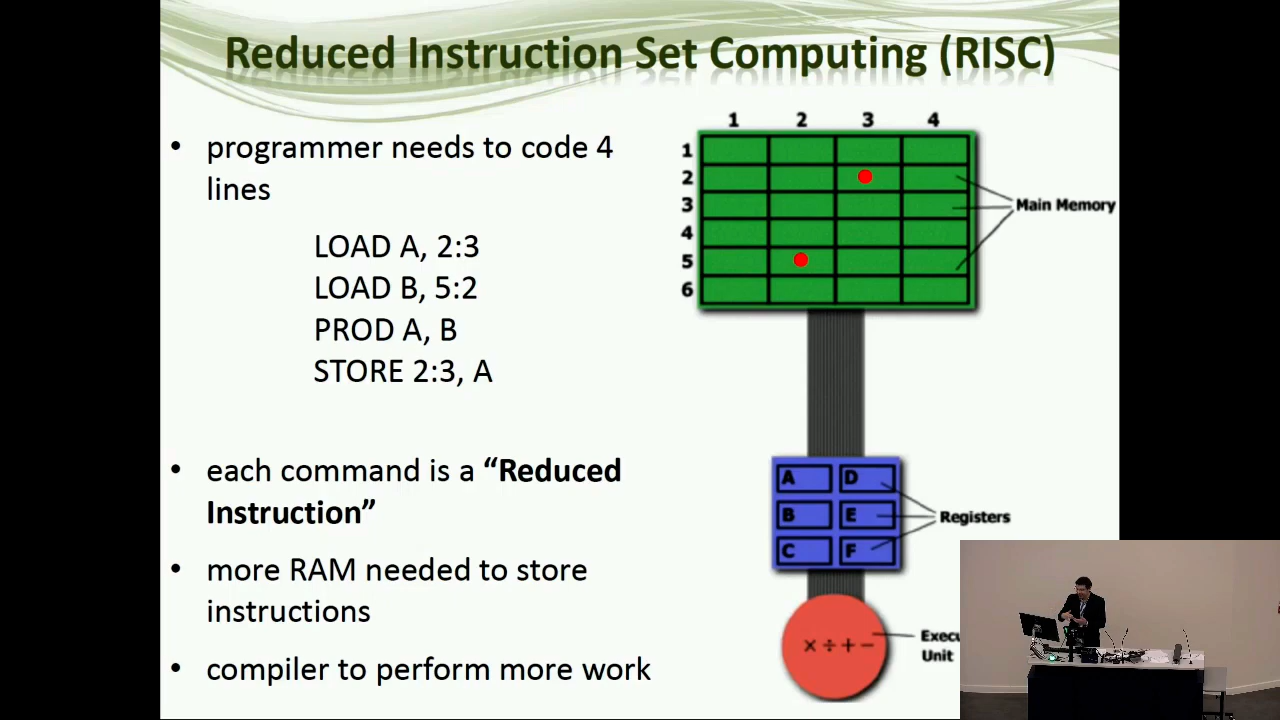 Reduced Instruction Set Computing (RISC)
• programmer needs to code 4
lines
LOAD A, 2:3
LOAD B, 5:2
PROD A, B
STORE 2:3, A
• each command is a “Reduced
Instruction”
• more RAM needed to store
instructions
• compiler to perform more work
1 2 3 4
1
2
3
4
5
6
Main Memory
A D
B E
C F
Registers
× ÷ + −
Unit